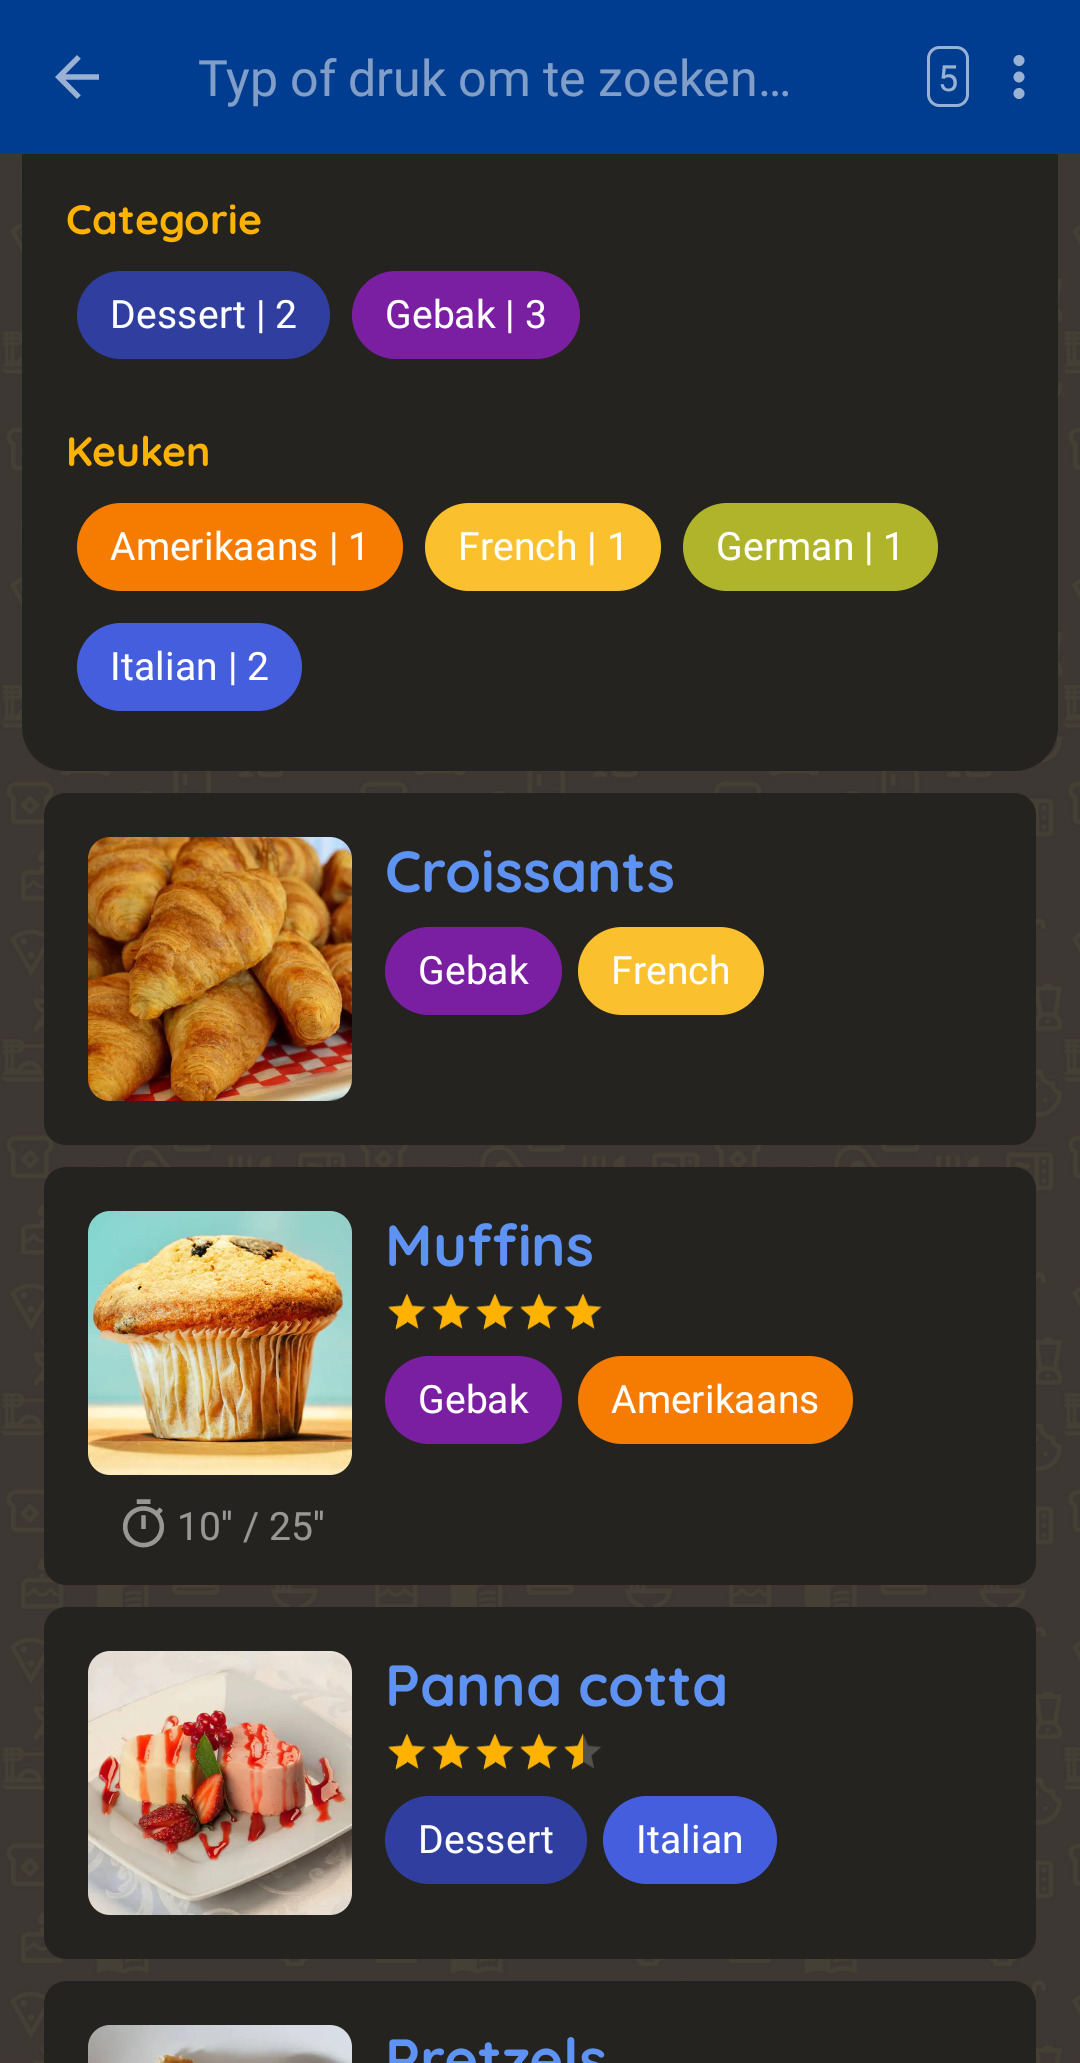 Typ of druk om te zoeken... 5
Categorie
Dessert | 2 Gebak | 3
Keuken
Amerikaans | 1 French | 1 German | 1
Italian | 2
Croissants
Gebak French
Muffins
Gebak Amerikaans
10" / 25"
Panna cotta
Dessert Italian
Pretzels